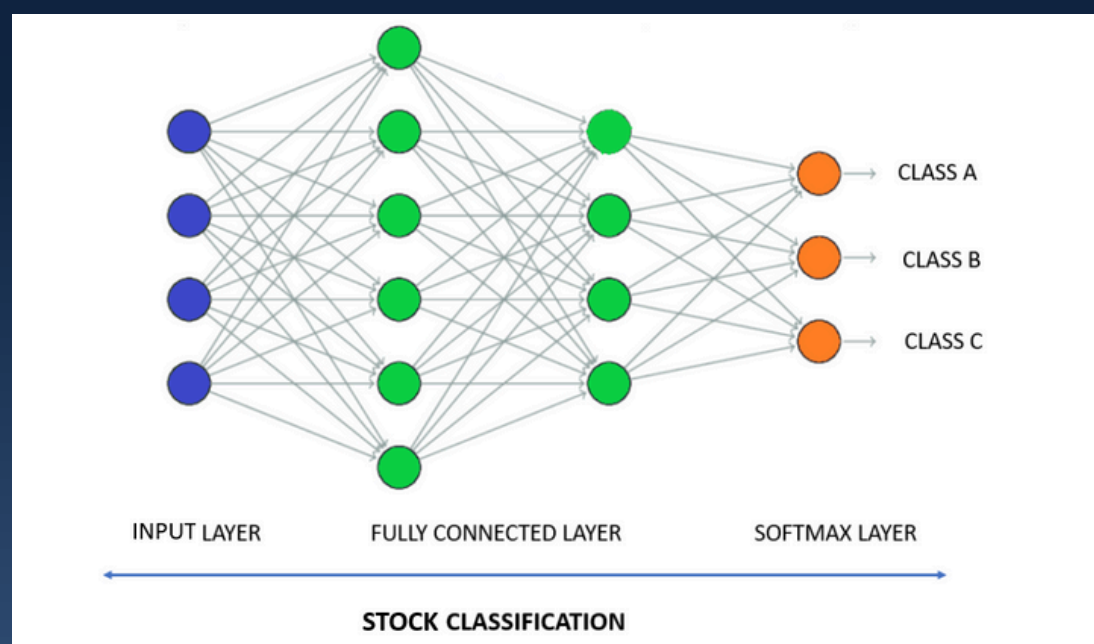 CLASS A
CLASS B
CLASS C
INPUT LAYER
FULLY CONNECTED LAYER
SOFTMAX LAYER
STOCK CLASSIFICATION